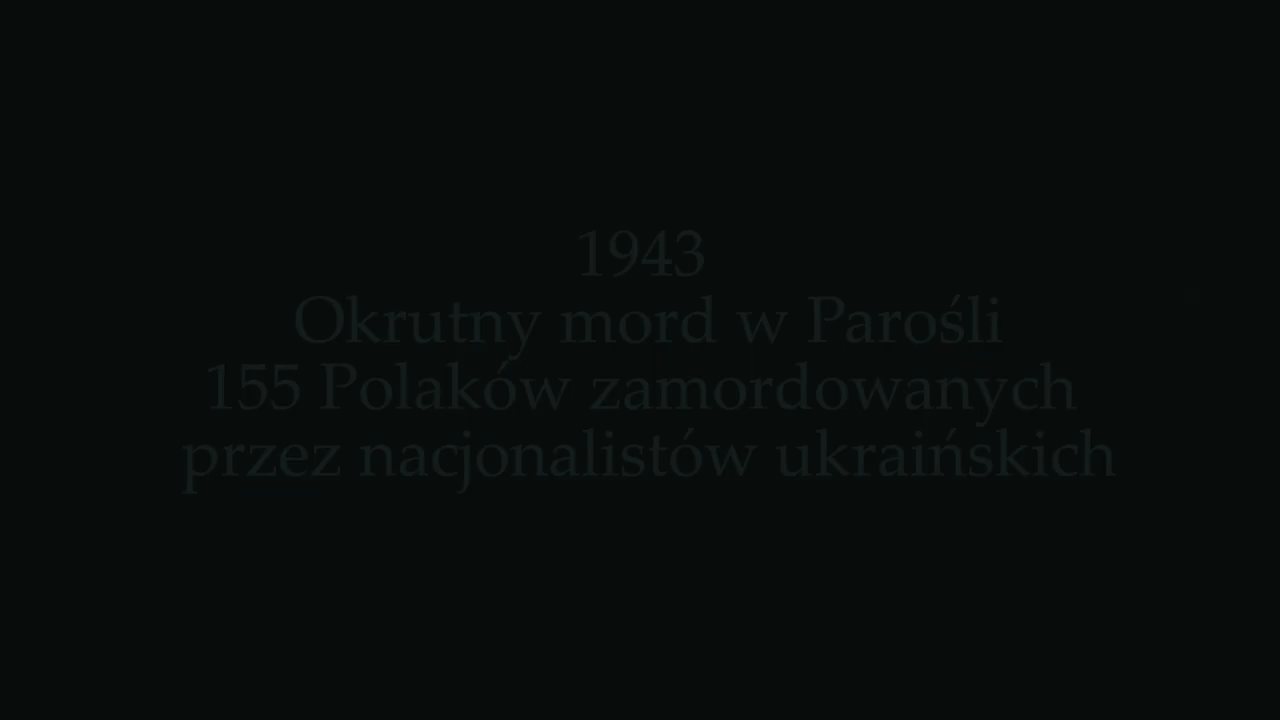 1943
Okrutny mord w Parośli
155 Polaków zamordowanych
przez nacjonalistów ukraińskich